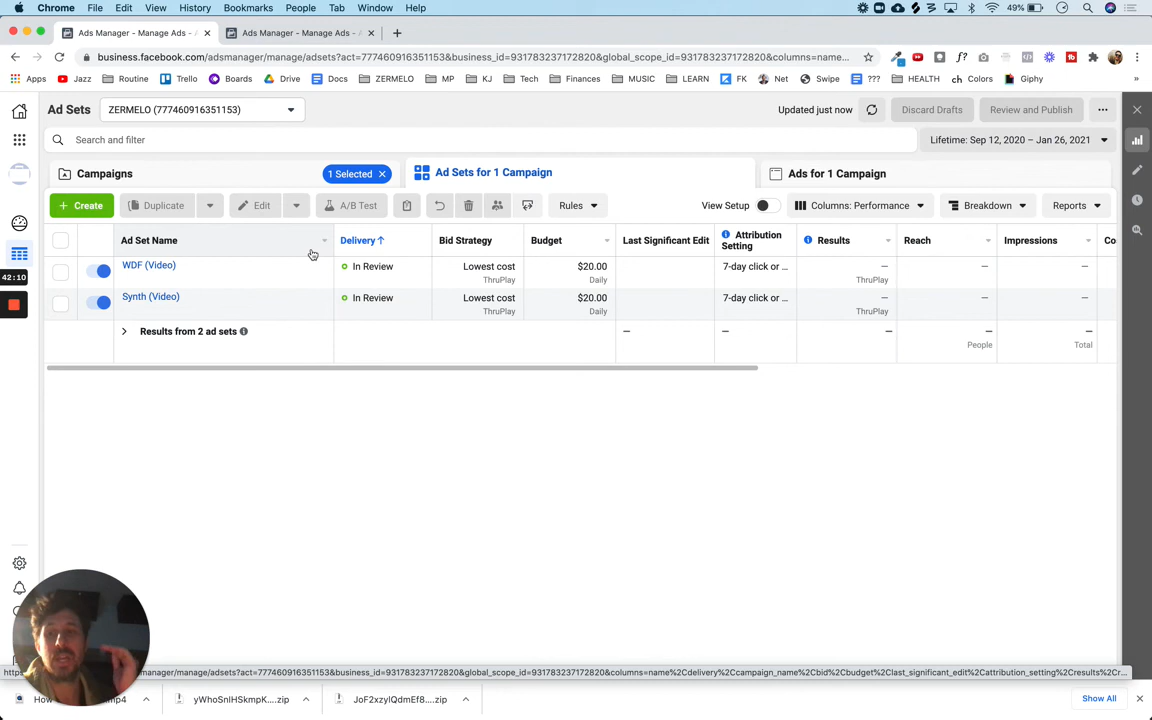 Chrome File Edit View History Bookmarks People Tab Window Help 49%
Ads Manager - Manage Ads - Ads Manager - Manage Ads -
business.facebook.com/adsmanager/manage/adsets?act=777460916351153&business_id=931783237172820&global_scope_id=931783237172820&columns=name...
Apps Jazz Routine Trello Boards Drive Docs ZERMELO MP KJ Tech Finances MUSIC FK Net Swipe ??? HEALTH ch Colors Giphy »
Ad Sets ZERMELO (777460916351153) Updated just now Discard Drafts Review and Publish
Search and filter Lifetime: Sep 12, 2020 – Jan 26, 2021
Campaigns 1 Selected Ad Sets for 1 Campaign Ads for 1 Campaign
+ Create Duplicate Edit A/B Test Rules View Setup Columns: Performance Breakdown Reports
Ad Set Name Delivery ↑ Bid Strategy Budget Last Significant Edit Attribution Setting Results Reach Impressions Co
42:10
WDF (Video) In Review Lowest cost $20.00 7-day click or ... — — —
ThruPlay Daily ThruPlay
Synth (Video) In Review Lowest cost $20.00 7-day click or ... — — —
ThruPlay Daily ThruPlay
Results from 2 ad sets — — — — —
People Total
manager/manage/adsets?act=777460916351153&business_id=931783237172820&global_scope_id=931783237172820&columns=name%2Cdelivery%2Ccampaign_name%2Cbid%2Cbudget%2Clast_significant_edit%2Cattribution_setting%2Cresults%2Cr...
How mp4 yWhoSnIHSkmpK....zip JoF2xzyIQdmEf8....zip Show All